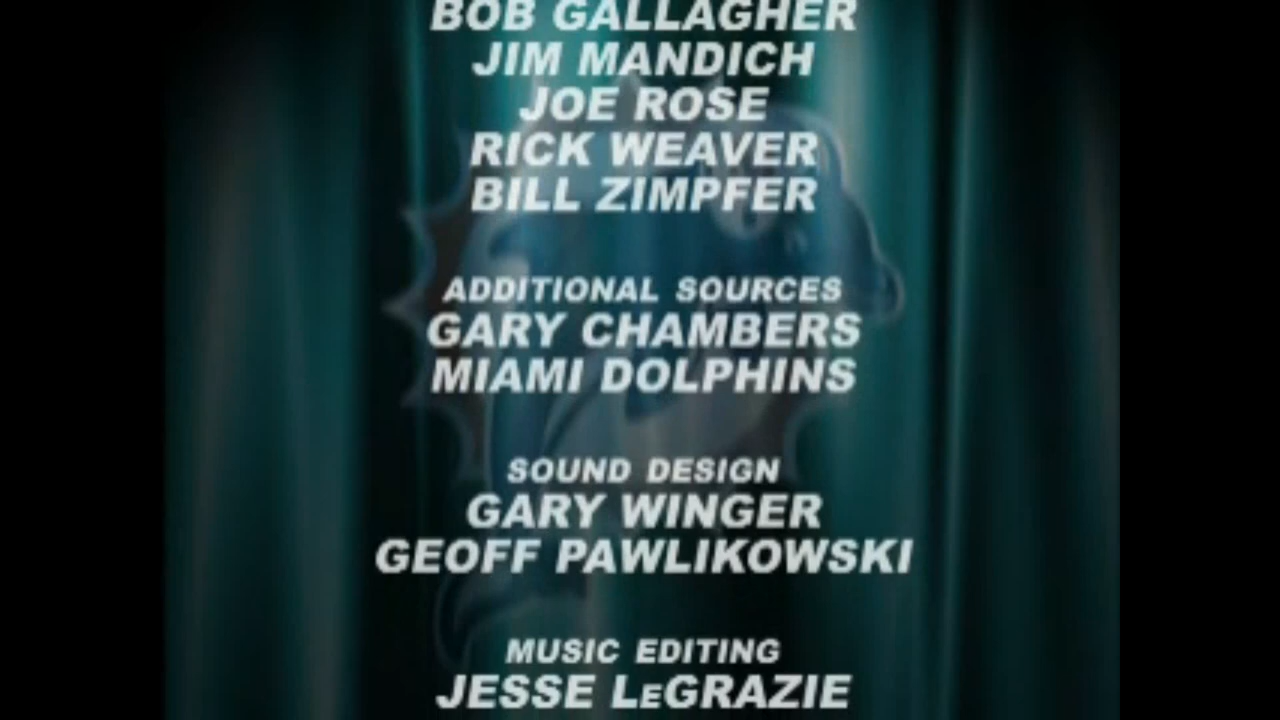 BOB GALLAGHER
JIM MANDICH
JOE ROSE
RICK WEAVER
BILL ZIMPFER
ADDITIONAL SOURCES
GARY CHAMBERS
MIAMI DOLPHINS
SOUND DESIGN
GARY WINGER
GEOFF PAWLIKOWSKI
MUSIC EDITING
JESSE LeGRAZIE